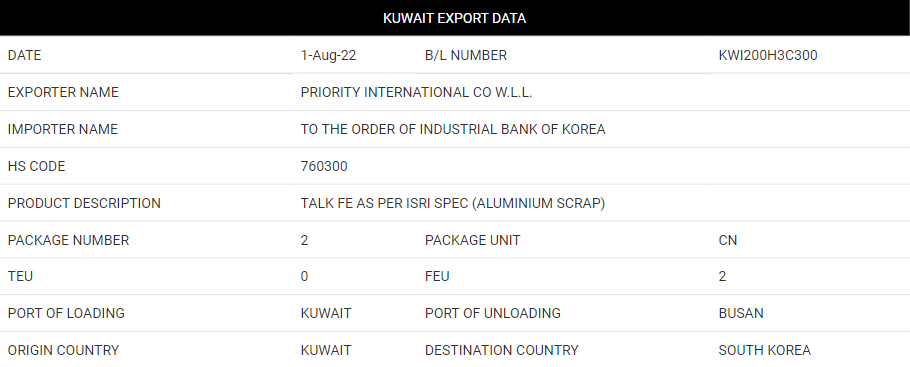 KUWAIT EXPORT DATA
DATE 1-Aug-22 B/L NUMBER KWI200H3C300
EXPORTER NAME PRIORITY INTERNATIONAL CO W.L.L.
IMPORTER NAME TO THE ORDER OF INDUSTRIAL BANK OF KOREA
HS CODE 760300
PRODUCT DESCRIPTION TALK FE AS PER ISRI SPEC (ALUMINIUM SCRAP)
PACKAGE NUMBER 2 PACKAGE UNIT CN
TEU 0 FEU 2
PORT OF LOADING KUWAIT PORT OF UNLOADING BUSAN
ORIGIN COUNTRY KUWAIT DESTINATION COUNTRY SOUTH KOREA